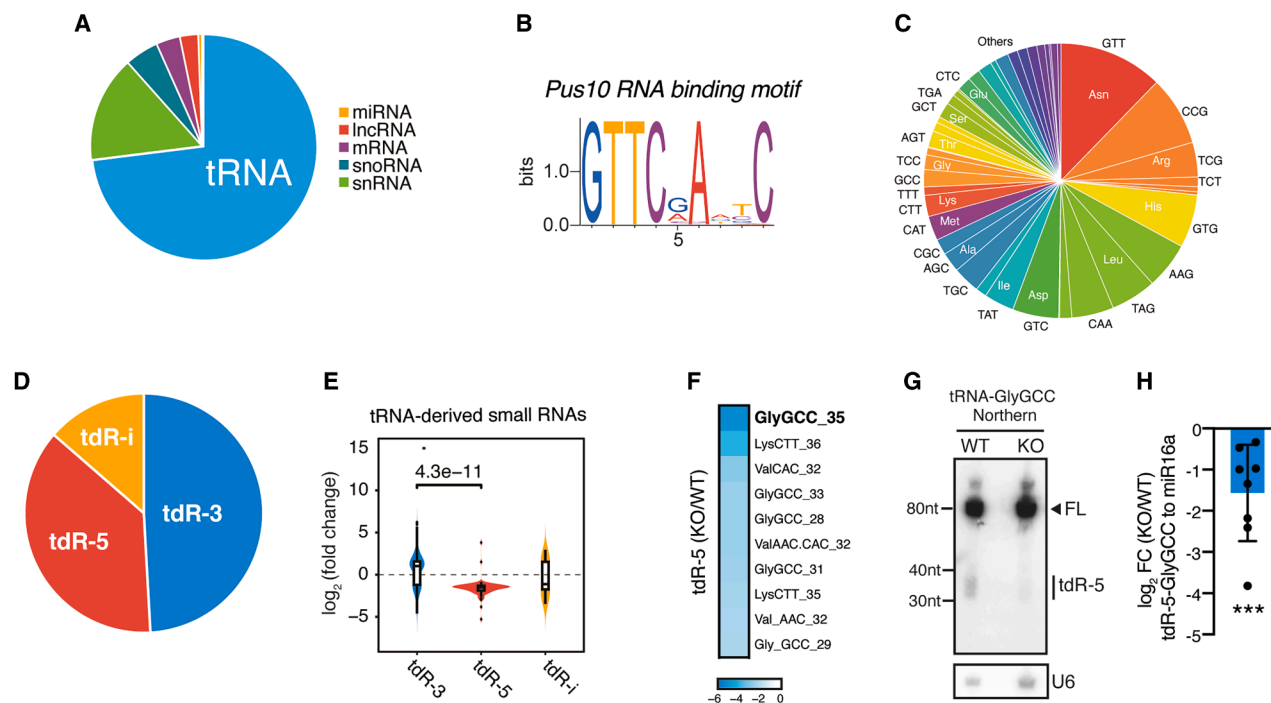 A
tRNA
miRNA
lncRNA
mRNA
snoRNA
snRNA
B
Pus10 RNA binding motif
bits
1.0
0.0
GTTC
G
A
A
A
T
C
C
5
C
Others
GTT
CCG
TCG
TCT
GTG
AAG
TAG
CAA
GTC
TAT
TGC
AGC
CGC
CAT
CTT
TTT
GCC
TCC
AGT
GCT
TGA
CTC
Asn
Arg
His
Leu
Asp
Ile
Ala
Met
Lys
Gly
Thr
Ser
Glu
D
tdR-i
tdR-3
tdR-5
E
tRNA-derived small RNAs
log2 (fold change)
15
10
5
0
−5
4.3e−11
tdR-3
tdR-5
tdR-i
F
tdR-5 (KO/WT)
GlyGCC_35
LysCTT_36
ValCAC_32
GlyGCC_33
GlyGCC_28
ValAAC.CAC_32
GlyGCC_31
LysCTT_35
Val_AAC_32
Gly_GCC_29
−6 −4 −2 0
G
tRNA-GlyGCC
Northern
WT KO
80nt
FL
40nt
30nt
tdR-5
U6
H
log2 FC (KO/WT)
tdR-5-GlyGCC to miR16a
0
-1
-2
-3
-4
-5
***